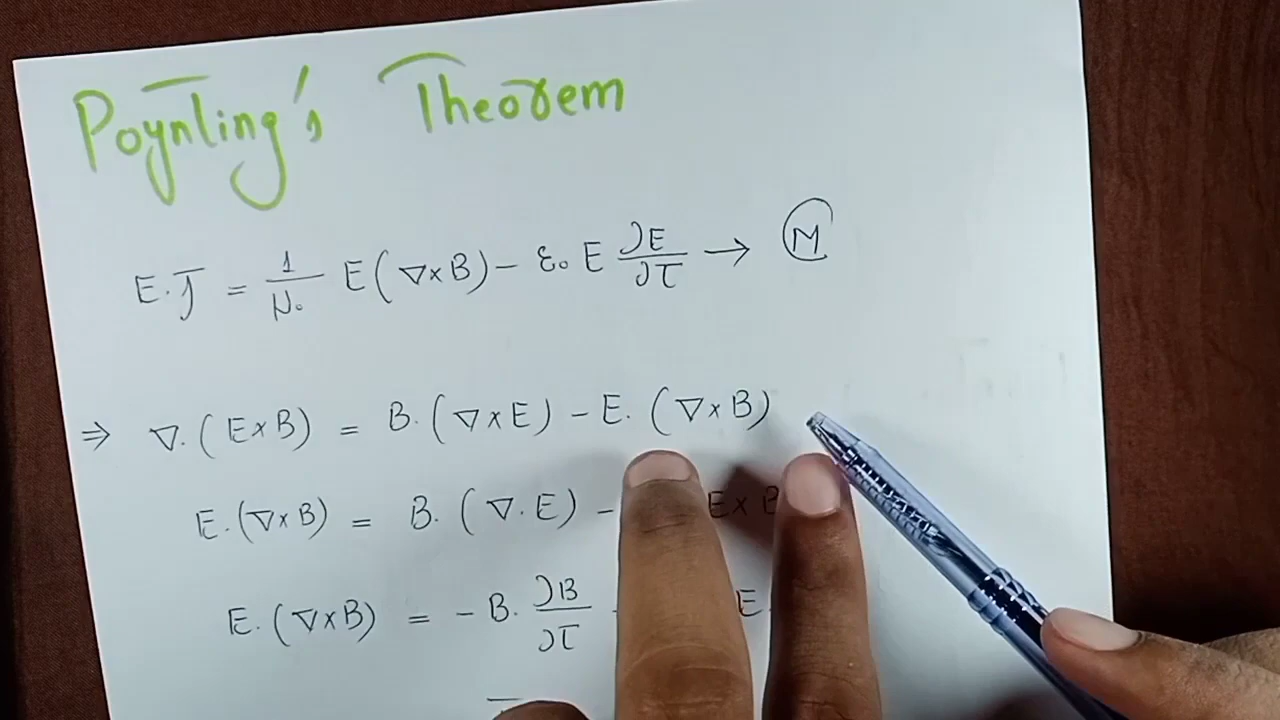 Poynting's Theorem
E.J = 1/μ₀ E(∇×B) - ε₀ E ∂E/∂τ → M
⇒ ∇.(E×B) = B.(∇×E) - E.(∇×B)
E.(∇×B) = B.(∇.E) - E×B
E.(∇×B) = -B. ∂B/∂τ - E.